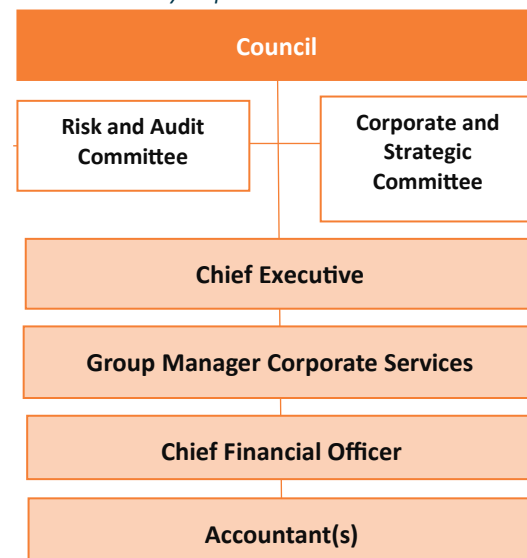 Council
Risk and Audit
Committee
Corporate and
Strategic
Committee
Chief Executive
Group Manager Corporate Services
Chief Financial Officer
Accountant(s)